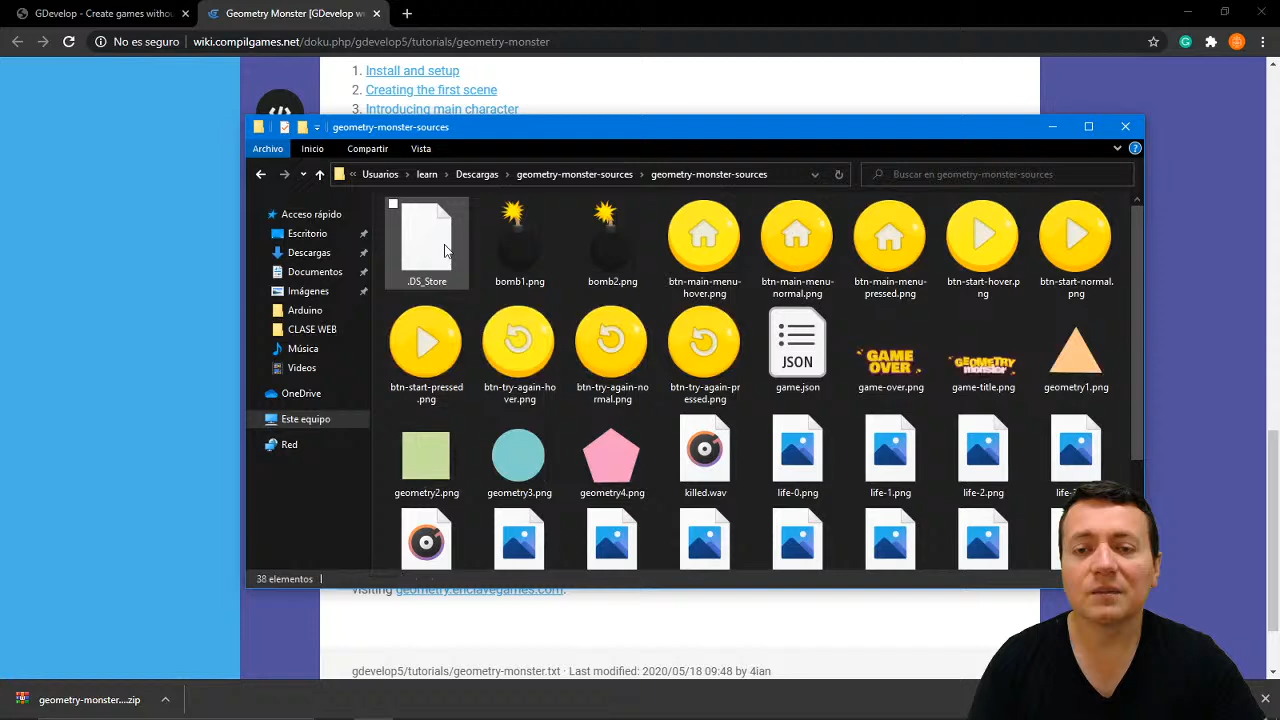 GDevelop - Create games withou
Geometry Monster [GDevelop w
No es seguro
wiki.compilgames.net/doku.php/gdevelop5/tutorials/geometry-monster
1. Install and setup
2. Creating the first scene
3. Introducing main character
geometry-monster-sources
Archivo
Inicio
Compartir
Vista
Usuarios
learn
Descargas
geometry-monster-sources
geometry-monster-sources
Buscar en geometry-monster-sources
Acceso rápido
Escritorio
Descargas
Documentos
Imágenes
Arduino
CLASE WEB
Música
Videos
OneDrive
Este equipo
Red
.DS_Store
bomb1.png
bomb2.png
btn-main-menu-
hover.png
btn-main-menu-
normal.png
btn-main-menu-
pressed.png
btn-start-hover.p
ng
btn-start-normal.
png
btn-start-pressed
.png
btn-try-again-ho
ver.png
btn-try-again-no
rmal.png
btn-try-again-pr
essed.png
JSON
game.json
GAME
OVER
game-over.png
GEOMETRY
monster
game-title.png
geometry1.png
geometry2.png
geometry3.png
geometry4.png
killed.wav
life-0.png
life-1.png
life-2.png
38 elementos
visiting geometry.enclavegames.com.
gdevelop5/tutorials/geometry-monster.txt · Last modified: 2020/05/18 09:48 by 4ian
geometry-monster....zip